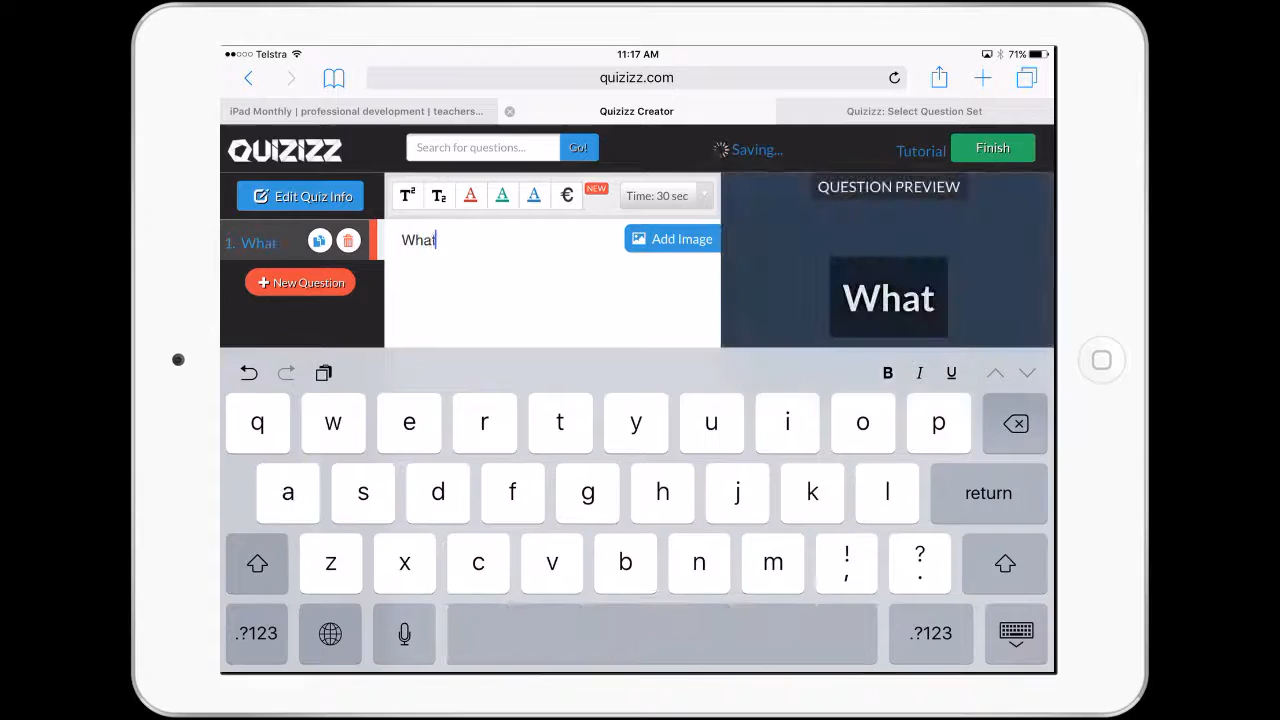 Telstra 11:17 AM 71%
quizizz.com
iPad Monthly | professional development | teachers... Quizizz Creator Quizizz: Select Question Set
QUIZIZZ Search for questions... Go! Saving... Tutorial Finish
Edit Quiz Info T² T₂ A A A € NEW Time: 30 sec QUESTION PREVIEW
1. What What Add Image
+ New Question What
B I U
q w e r t y u i o p
a s d f g h j k l return
z x c v b n m ! , ? .
.?123 .?123